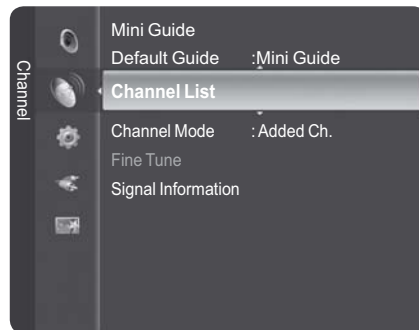 Channel
Mini Guide
Default Guide :Mini Guide
Channel List
Channel Mode : Added Ch.
Fine Tune
Signal Information